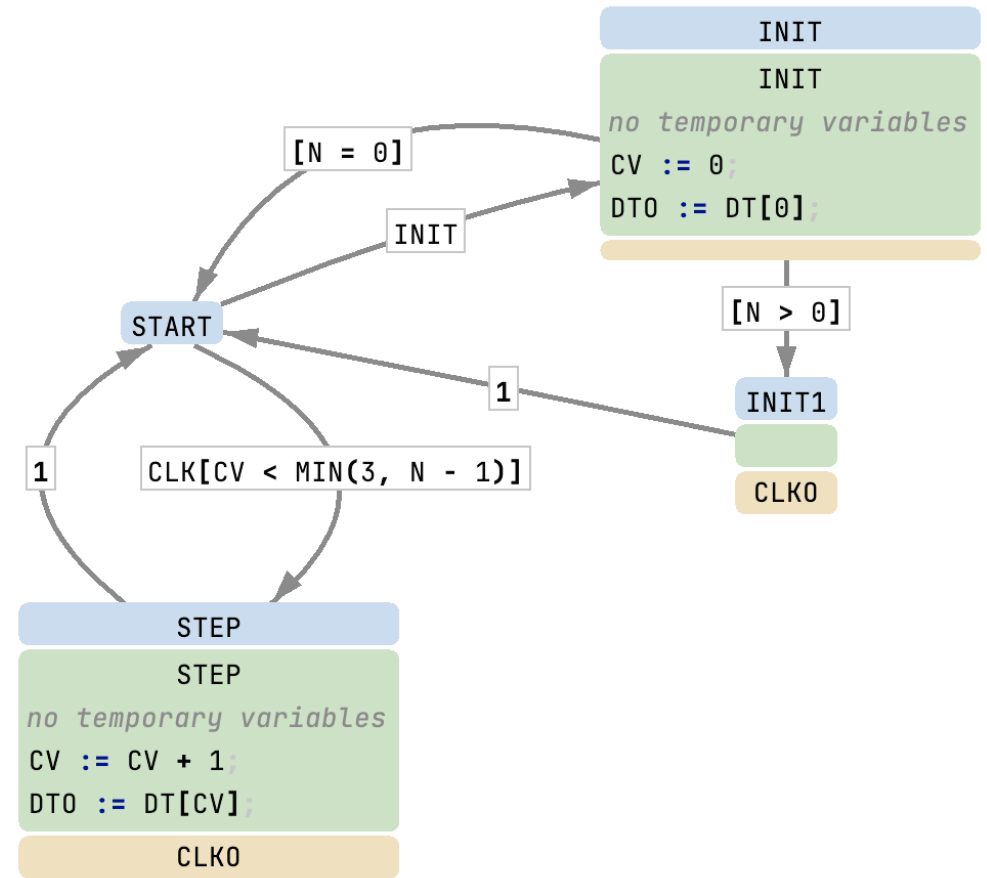 INIT
INIT
no temporary variables
CV := 0;
DTO := DT[0];
[N = 0]
INIT
[N > 0]
START
INIT1
1
CLKO
1
CLK[CV < MIN(3, N - 1)]
STEP
STEP
no temporary variables
CV := CV + 1;
DTO := DT[CV];
CLKO